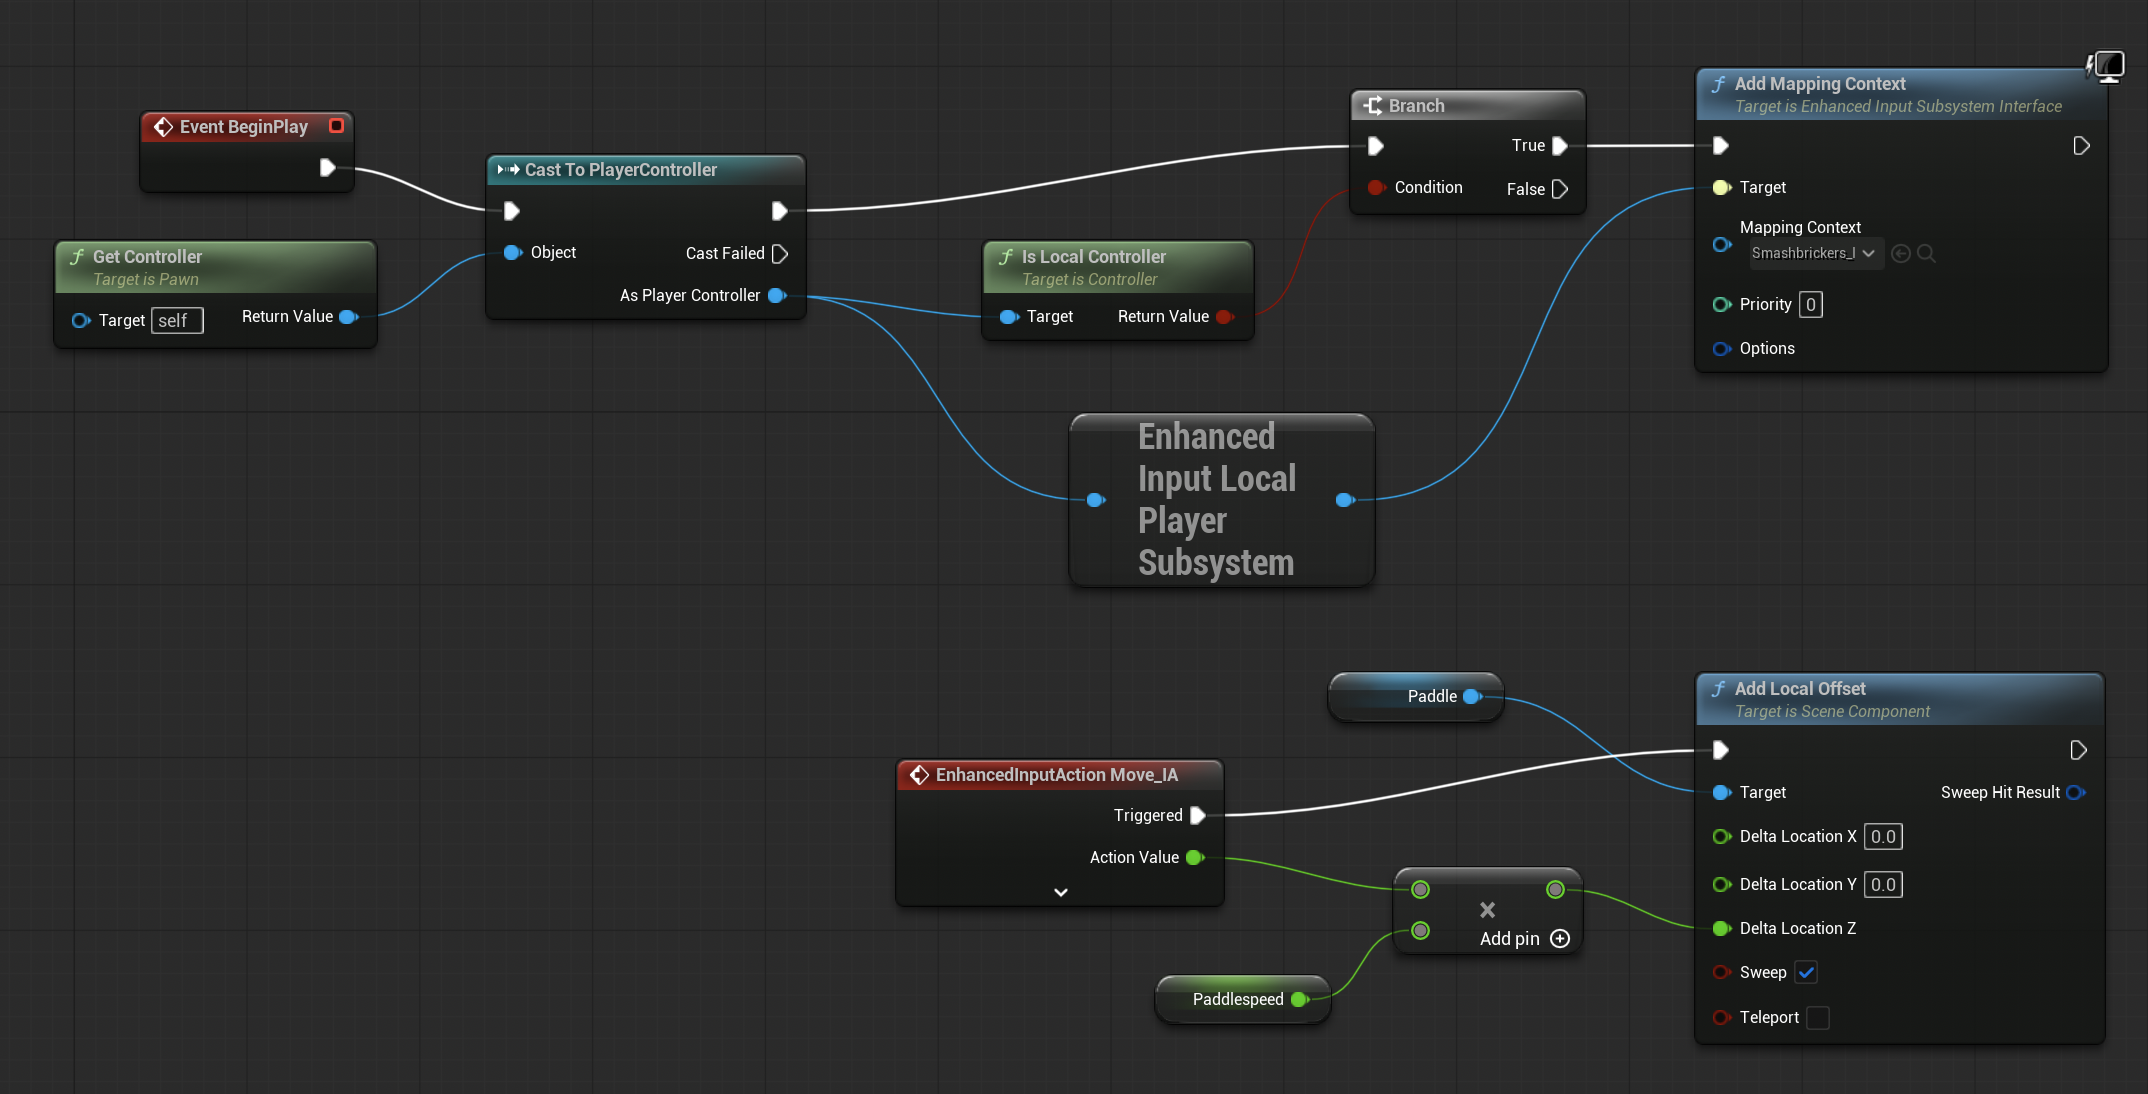 Event BeginPlay
Get Controller
Target is Pawn
Target self
Return Value
Cast To PlayerController
Object
Cast Failed
As Player Controller
Is Local Controller
Target is Controller
Target
Return Value
Branch
True
Condition
False
Add Mapping Context
Target is Enhanced Input Subsystem Interface
Target
Mapping Context
Smashbrickers_I
Priority 0
Options
Enhanced
Input Local
Player
Subsystem
Paddle
EnhancedInputAction Move_IA
Triggered
Action Value
Add pin
Paddlespeed
Add Local Offset
Target is Scene Component
Target
Sweep Hit Result
Delta Location X 0.0
Delta Location Y 0.0
Delta Location Z
Sweep
Teleport